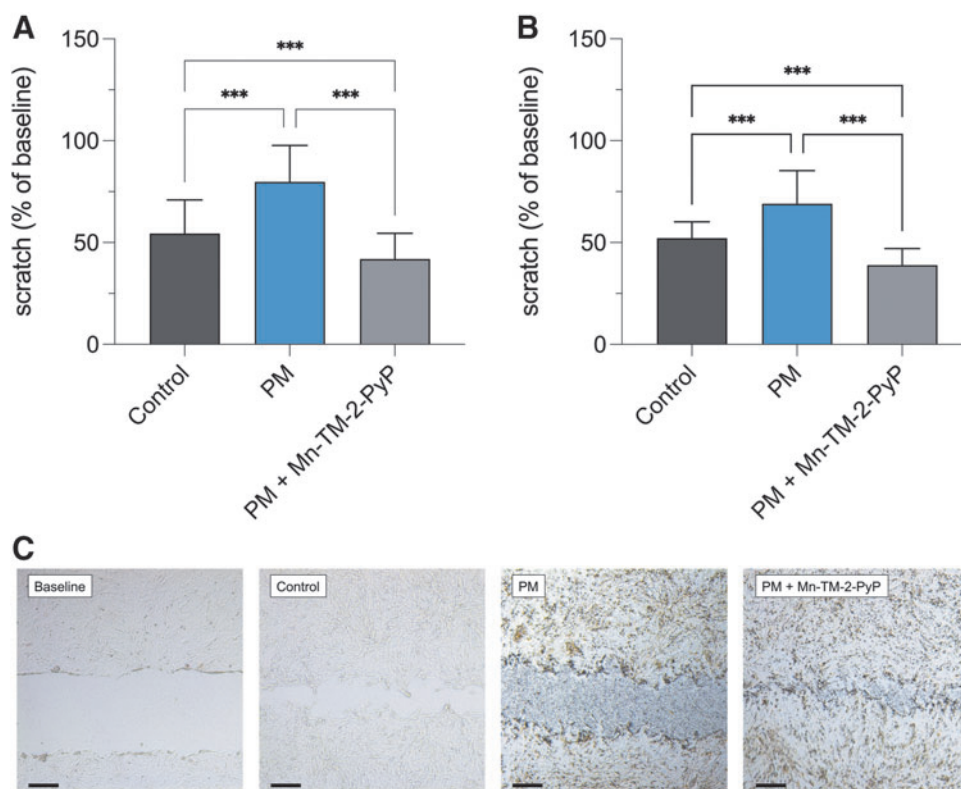 A
scratch (% of baseline)
150
100
50
0
***
***
***
Control
PM
PM + Mn-TM-2-PyP
B
scratch (% of baseline)
150
100
50
0
***
***
***
Control
PM
PM + Mn-TM-2-PyP
C
Baseline
Control
PM
PM + Mn-TM-2-PyP